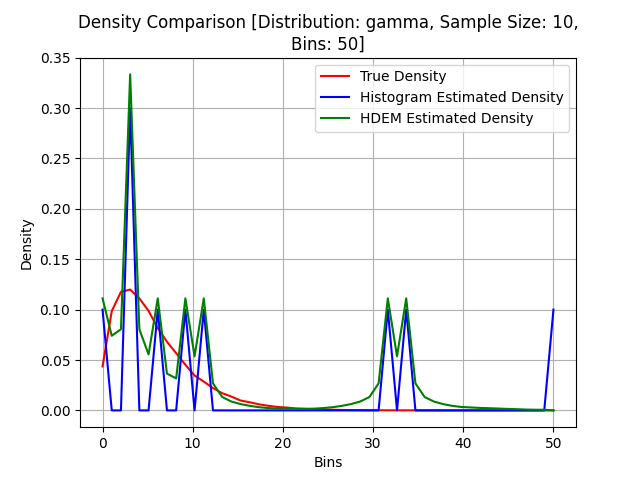 Density Comparison [Distribution: gamma, Sample Size: 10,
Bins: 50]
True Density
Histogram Estimated Density
HDEM Estimated Density
0.35
0.30
0.25
0.20
0.15
0.10
0.05
0.00
Density
0 10 20 30 40 50
Bins